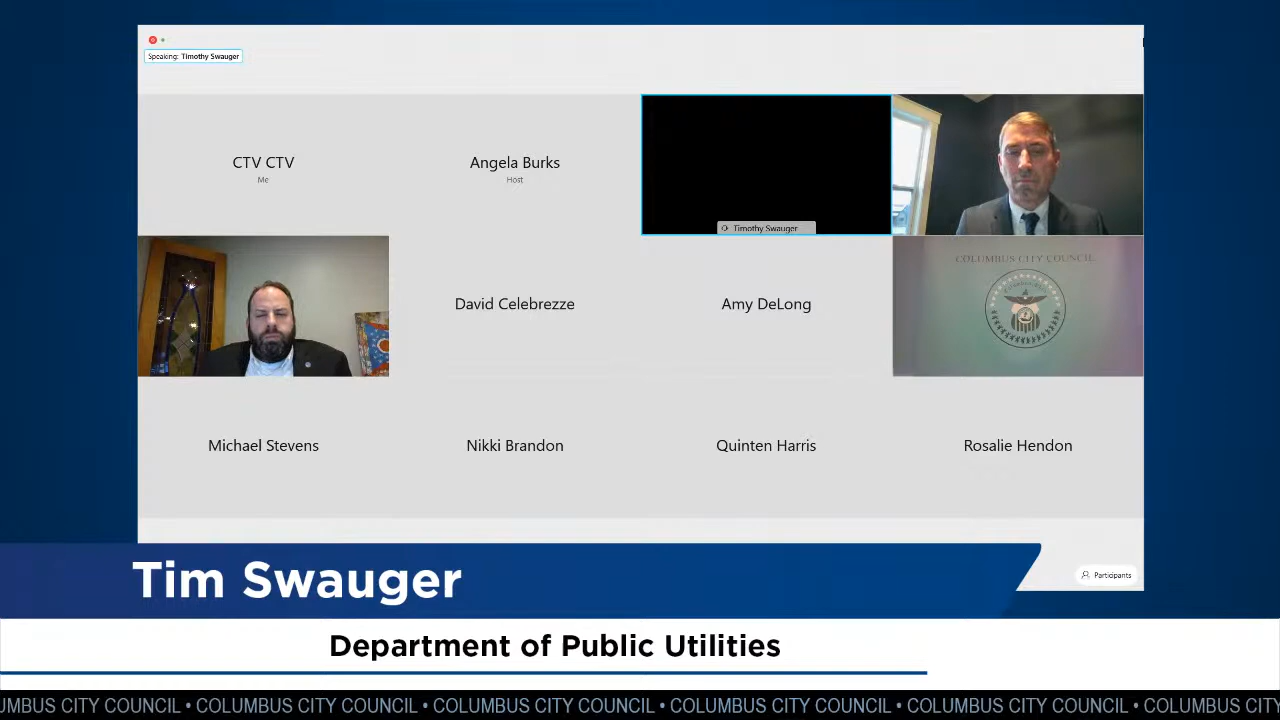 Speaking: Timothy Swauger
CTV CTV
Me
Angela Burks
Host
Timothy Swauger
David Celebrezze
Amy DeLong
COLUMBUS CITY COUNCIL
Michael Stevens
Nikki Brandon
Quinten Harris
Rosalie Hendon
Participants
Tim Swauger
Department of Public Utilities
UMBUS CITY COUNCIL • COLUMBUS CITY COUNCIL • COLUMBUS CITY COUNCIL • COLUMBUS CITY COUNCIL • COLUMBUS CITY COUNCIL • COLUMBUS CITY